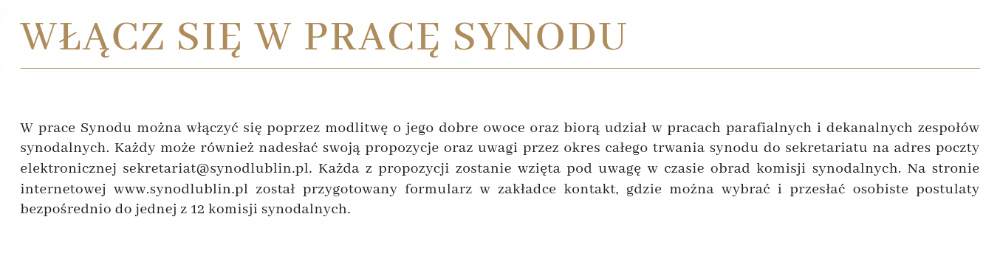 WŁĄCZ SIĘ W PRACĘ SYNODU
W prace Synodu można włączyć się poprzez modlitwę o jego dobre owoce oraz biorą udział w pracach parafialnych i dekanalnych zespołów
synodalnych. Każdy może również nadesłać swoją propozycje oraz uwagi przez okres całego trwania synodu do sekretariatu na adres poczty
elektronicznej sekretariat@synodlublin.pl. Każda z propozycji zostanie wzięta pod uwagę w czasie obrad komisji synodalnych. Na stronie
internetowej www.synodlublin.pl został przygotowany formularz w zakładce kontakt, gdzie można wybrać i przesłać osobiste postulaty
bezpośrednio do jednej z 12 komisji synodalnych.